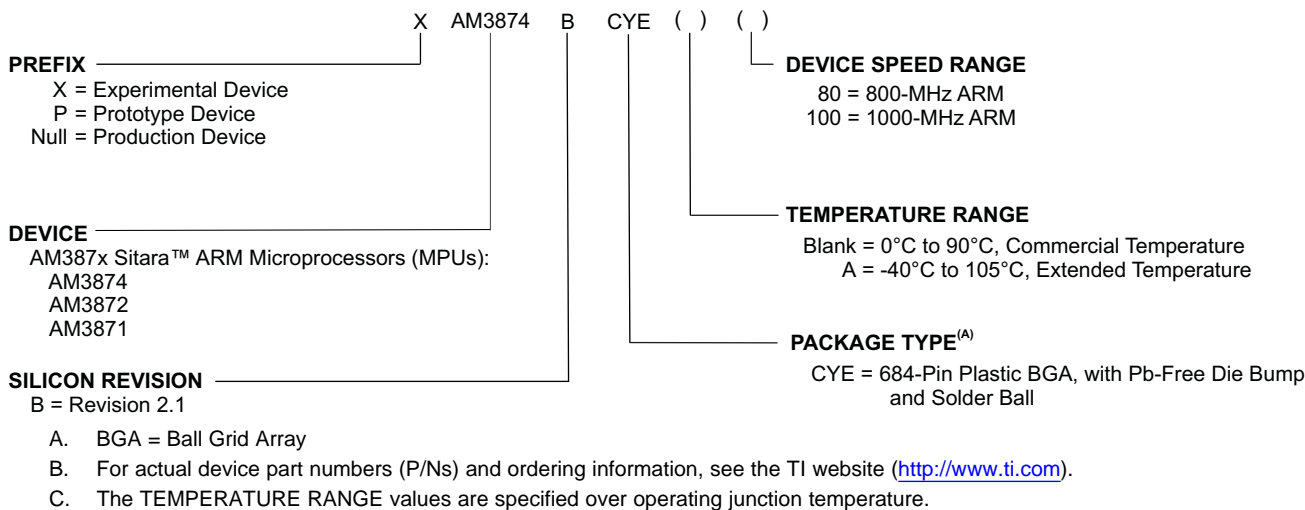 X AM3874 B CYE ( ) ( )
PREFIX
X = Experimental Device
P = Prototype Device
Null = Production Device
DEVICE SPEED RANGE
80 = 800-MHz ARM
100 = 1000-MHz ARM
DEVICE
AM387x Sitara™ ARM Microprocessors (MPUs):
AM3874
AM3872
AM3871
TEMPERATURE RANGE
Blank = 0°C to 90°C, Commercial Temperature
A = -40°C to 105°C, Extended Temperature
SILICON REVISION
B = Revision 2.1
PACKAGE TYPE(A)
CYE = 684-Pin Plastic BGA, with Pb-Free Die Bump
and Solder Ball
A. BGA = Ball Grid Array
B. For actual device part numbers (P/Ns) and ordering information, see the TI website (http://www.ti.com).
C. The TEMPERATURE RANGE values are specified over operating junction temperature.